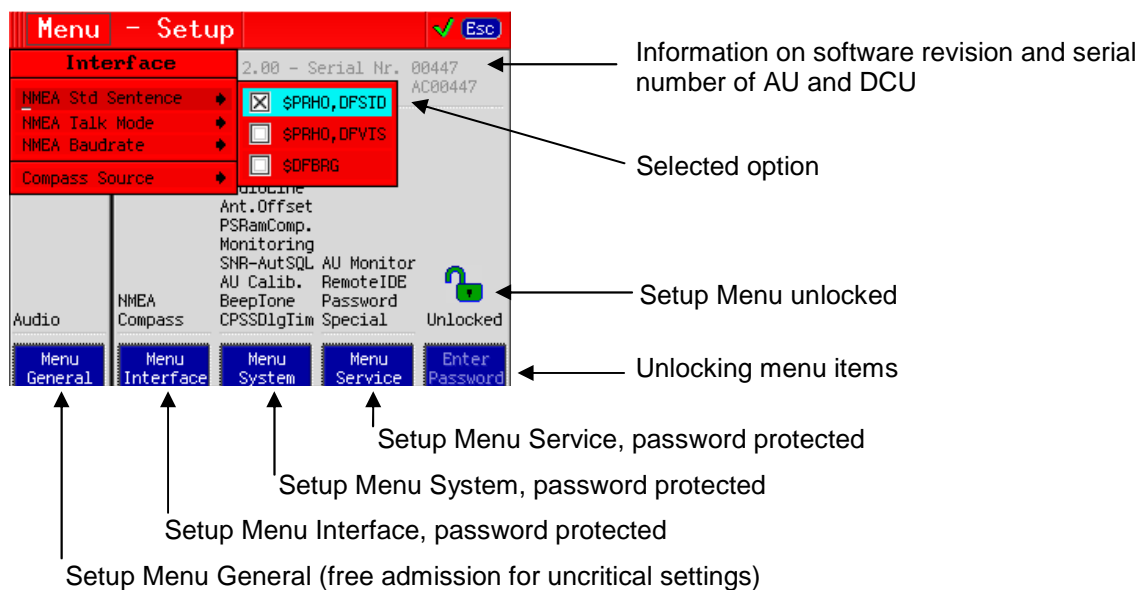 Menu - Setup
Esc
Interface
2.00 - Serial Nr. 00447
AC00447
NMEA Std Sentence
NMEA Talk Mode
NMEA Baudrate
Compass Source
$PRHO,DFSTD
$PRHO,DFVTS
$DFBRG
Ant.Offset
PSRamComp.
Monitoring
SNR-AutSQL
AU Calib.
BeepTone
CPSSDlgTim
AU Monitor
RemoteIDE
Password
Special
NMEA
Compass
Audio
Unlocked
Menu
General
Menu
Interface
Menu
System
Menu
Service
Enter
Password
Information on software revision and serial
number of AU and DCU
Selected option
Setup Menu unlocked
Unlocking menu items
Setup Menu Service, password protected
Setup Menu System, password protected
Setup Menu Interface, password protected
Setup Menu General (free admission for uncritical settings)